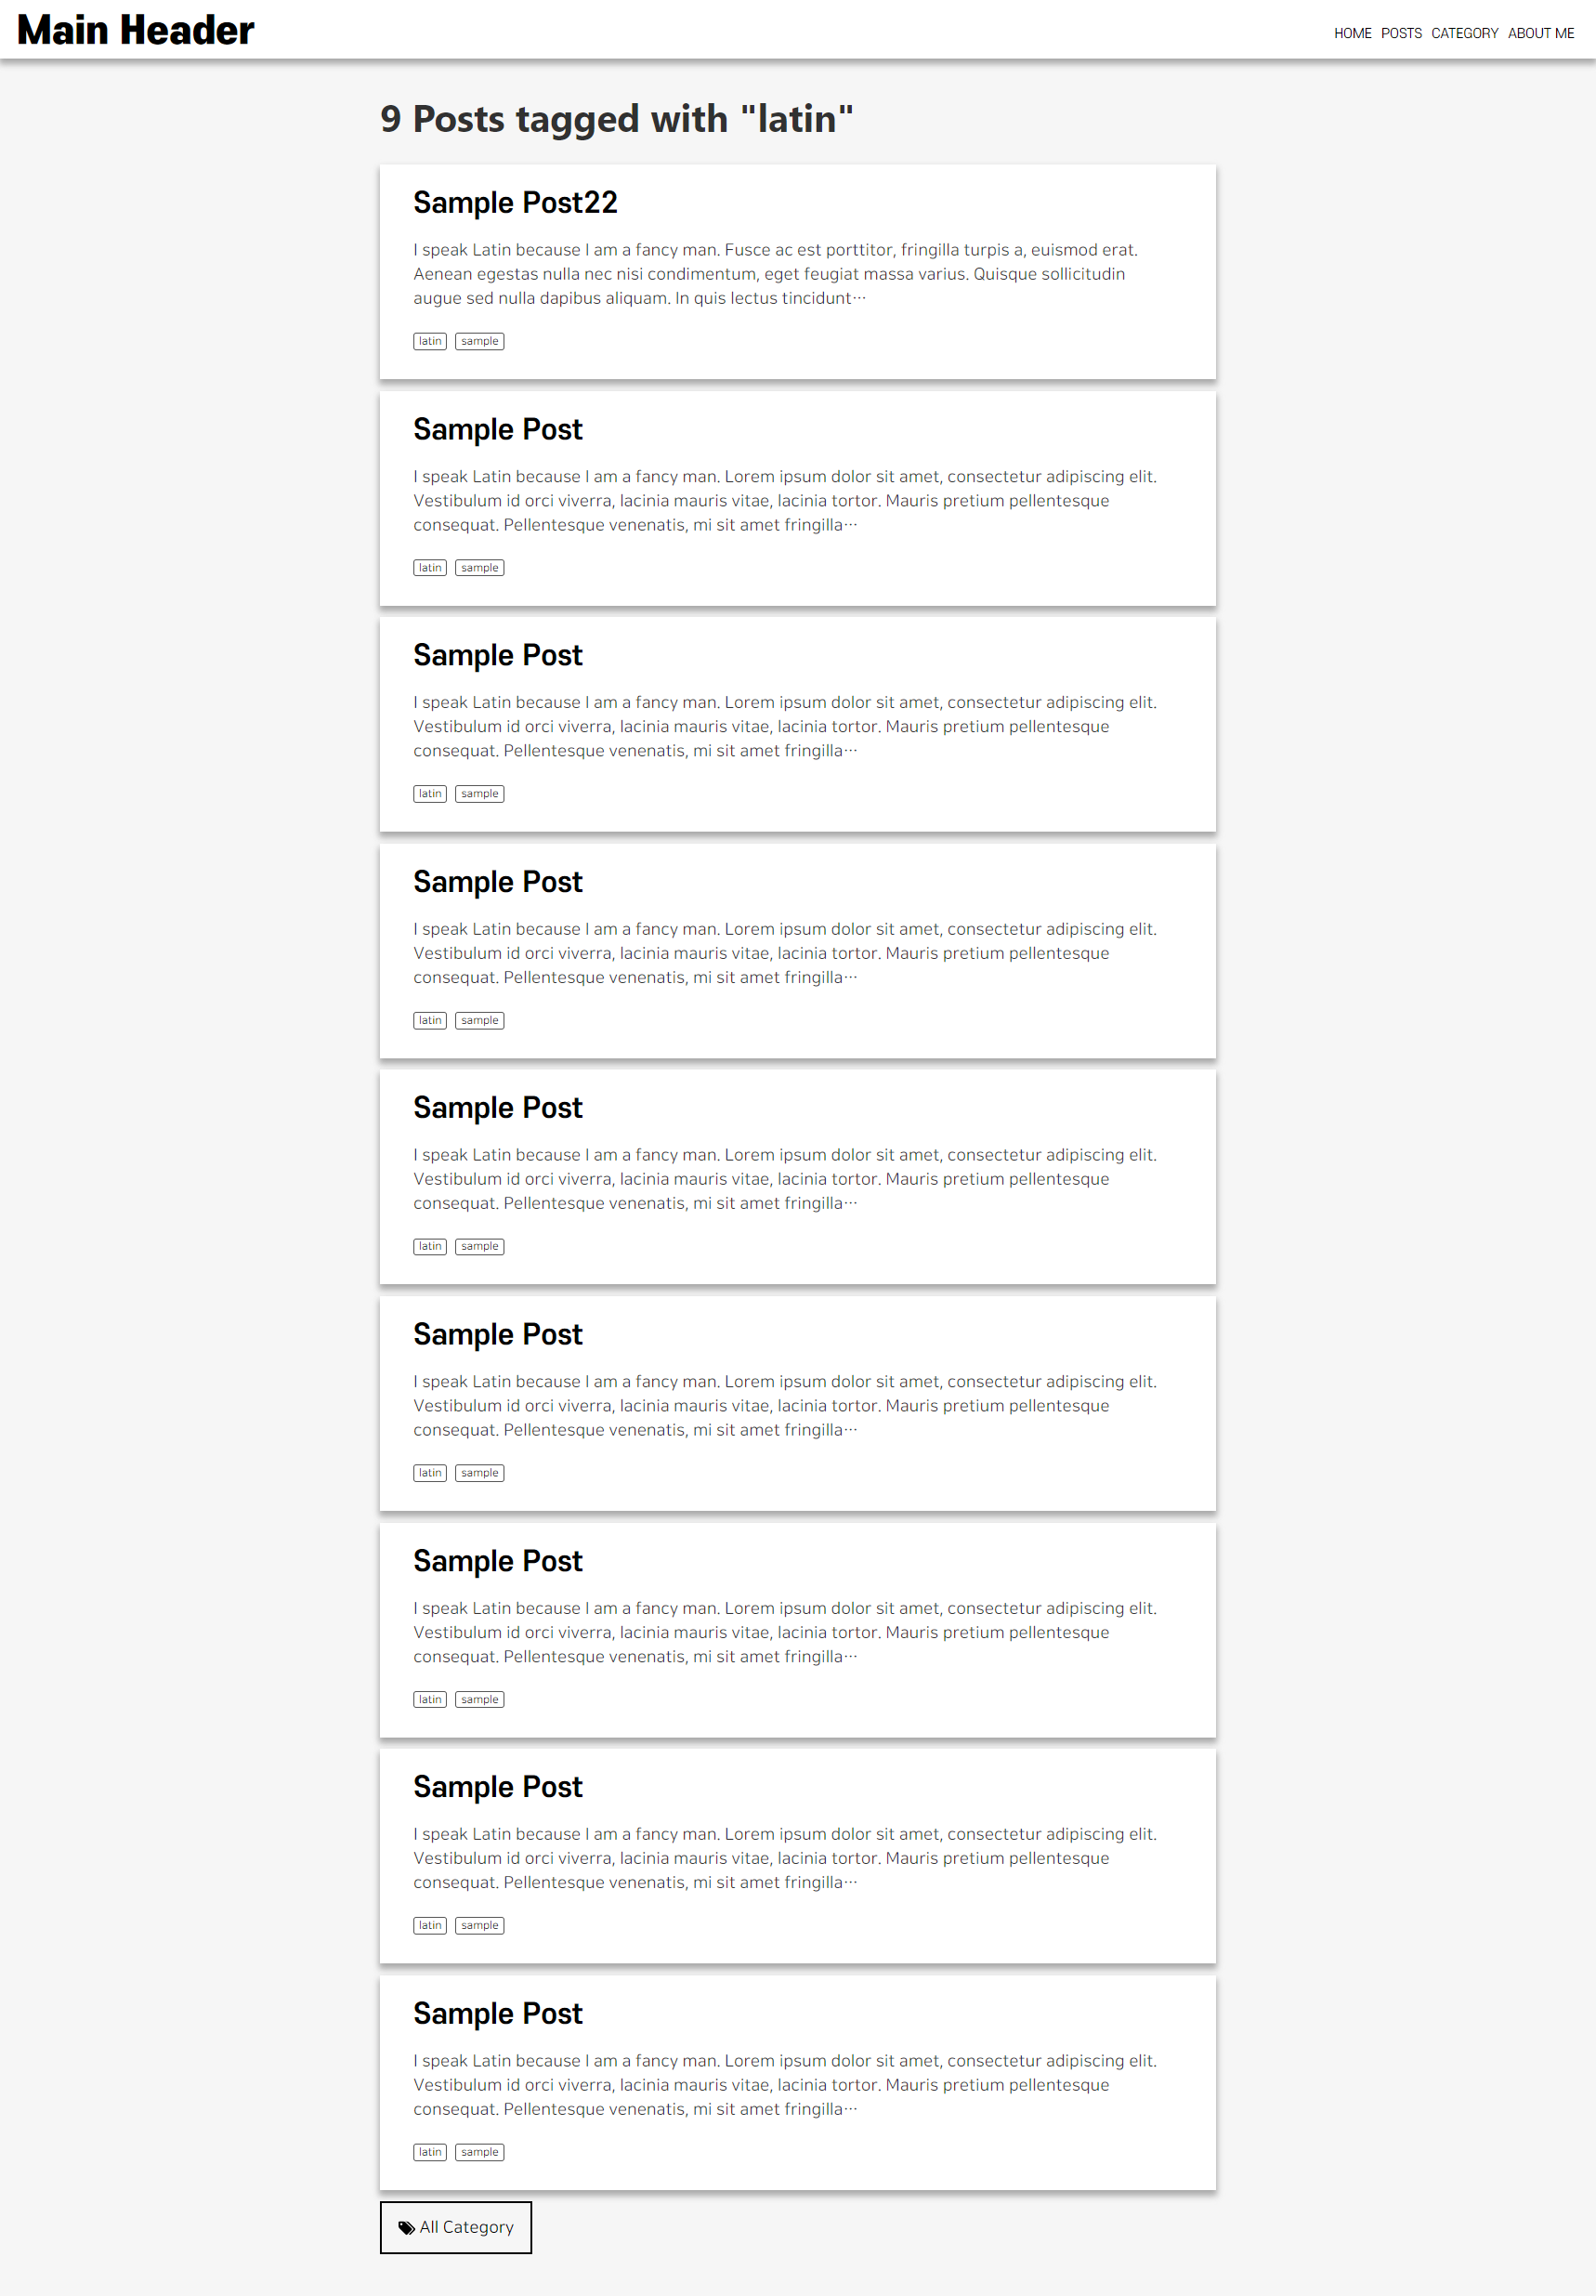 Main Header
HOME POSTS CATEGORY ABOUT ME
9 Posts tagged with "latin"
Sample Post22
I speak Latin because I am a fancy man. Fusce ac est porttitor, fringilla turpis a, euismod erat.
Aenean egestas nulla nec nisi condimentum, eget feugiat massa varius. Quisque sollicitudin
augue sed nulla dapibus aliquam. In quis lectus tincidunt…
latin sample
Sample Post
I speak Latin because I am a fancy man. Lorem ipsum dolor sit amet, consectetur adipiscing elit.
Vestibulum id orci viverra, lacinia mauris vitae, lacinia tortor. Mauris pretium pellentesque
consequat. Pellentesque venenatis, mi sit amet fringilla…
latin sample
Sample Post
I speak Latin because I am a fancy man. Lorem ipsum dolor sit amet, consectetur adipiscing elit.
Vestibulum id orci viverra, lacinia mauris vitae, lacinia tortor. Mauris pretium pellentesque
consequat. Pellentesque venenatis, mi sit amet fringilla…
latin sample
Sample Post
I speak Latin because I am a fancy man. Lorem ipsum dolor sit amet, consectetur adipiscing elit.
Vestibulum id orci viverra, lacinia mauris vitae, lacinia tortor. Mauris pretium pellentesque
consequat. Pellentesque venenatis, mi sit amet fringilla…
latin sample
Sample Post
I speak Latin because I am a fancy man. Lorem ipsum dolor sit amet, consectetur adipiscing elit.
Vestibulum id orci viverra, lacinia mauris vitae, lacinia tortor. Mauris pretium pellentesque
consequat. Pellentesque venenatis, mi sit amet fringilla…
latin sample
Sample Post
I speak Latin because I am a fancy man. Lorem ipsum dolor sit amet, consectetur adipiscing elit.
Vestibulum id orci viverra, lacinia mauris vitae, lacinia tortor. Mauris pretium pellentesque
consequat. Pellentesque venenatis, mi sit amet fringilla…
latin sample
Sample Post
I speak Latin because I am a fancy man. Lorem ipsum dolor sit amet, consectetur adipiscing elit.
Vestibulum id orci viverra, lacinia mauris vitae, lacinia tortor. Mauris pretium pellentesque
consequat. Pellentesque venenatis, mi sit amet fringilla…
latin sample
Sample Post
I speak Latin because I am a fancy man. Lorem ipsum dolor sit amet, consectetur adipiscing elit.
Vestibulum id orci viverra, lacinia mauris vitae, lacinia tortor. Mauris pretium pellentesque
consequat. Pellentesque venenatis, mi sit amet fringilla…
latin sample
Sample Post
I speak Latin because I am a fancy man. Lorem ipsum dolor sit amet, consectetur adipiscing elit.
Vestibulum id orci viverra, lacinia mauris vitae, lacinia tortor. Mauris pretium pellentesque
consequat. Pellentesque venenatis, mi sit amet fringilla…
latin sample
All Category